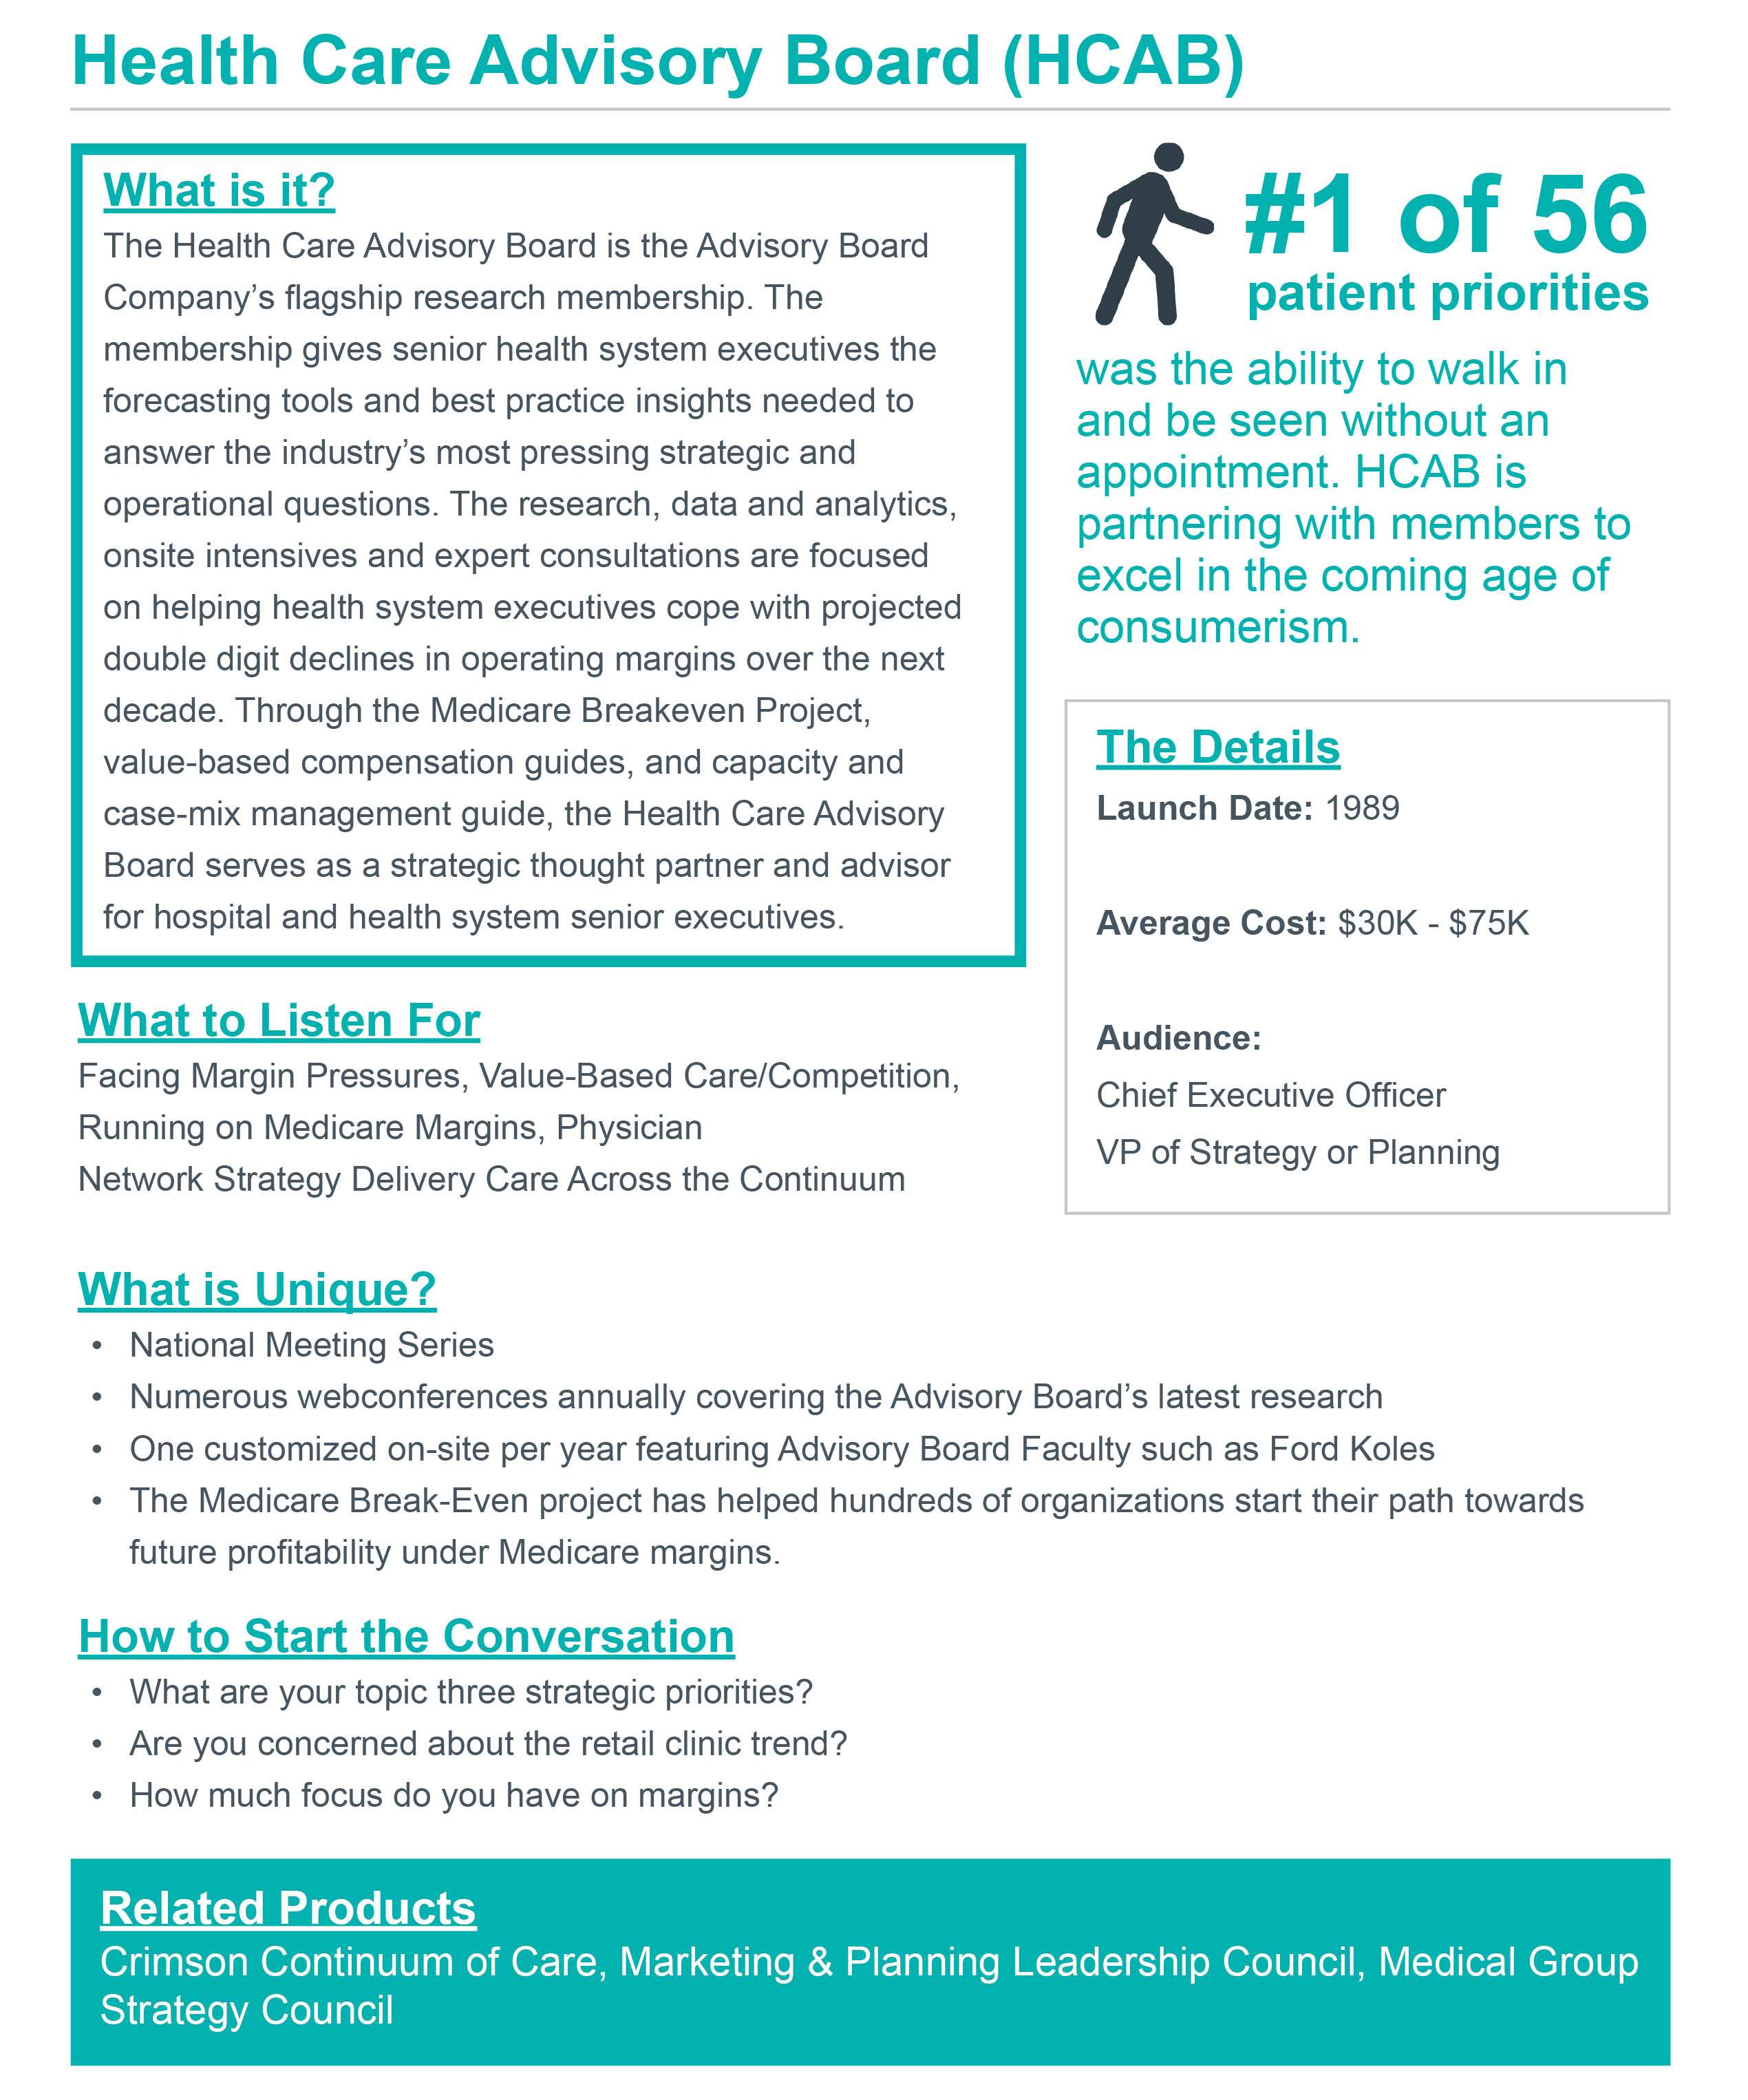 Health Care Advisory Board (HCAB)
What is it?
The Health Care Advisory Board is the Advisory Board
Company’s flagship research membership. The
membership gives senior health system executives the
forecasting tools and best practice insights needed to
answer the industry’s most pressing strategic and
operational questions. The research, data and analytics,
onsite intensives and expert consultations are focused
on helping health system executives cope with projected
double digit declines in operating margins over the next
decade. Through the Medicare Breakeven Project,
value-based compensation guides, and capacity and
case-mix management guide, the Health Care Advisory
Board serves as a strategic thought partner and advisor
for hospital and health system senior executives.
#1 of 56
patient priorities
was the ability to walk in
and be seen without an
appointment. HCAB is
partnering with members to
excel in the coming age of
consumerism.
The Details
Launch Date: 1989
Average Cost: $30K - $75K
Audience:
Chief Executive Officer
VP of Strategy or Planning
What to Listen For
Facing Margin Pressures, Value-Based Care/Competition,
Running on Medicare Margins, Physician
Network Strategy Delivery Care Across the Continuum
What is Unique?
• National Meeting Series
• Numerous webconferences annually covering the Advisory Board’s latest research
• One customized on-site per year featuring Advisory Board Faculty such as Ford Koles
• The Medicare Break-Even project has helped hundreds of organizations start their path towards
future profitability under Medicare margins.
How to Start the Conversation
• What are your topic three strategic priorities?
• Are you concerned about the retail clinic trend?
• How much focus do you have on margins?
Related Products
Crimson Continuum of Care, Marketing & Planning Leadership Council, Medical Group
Strategy Council